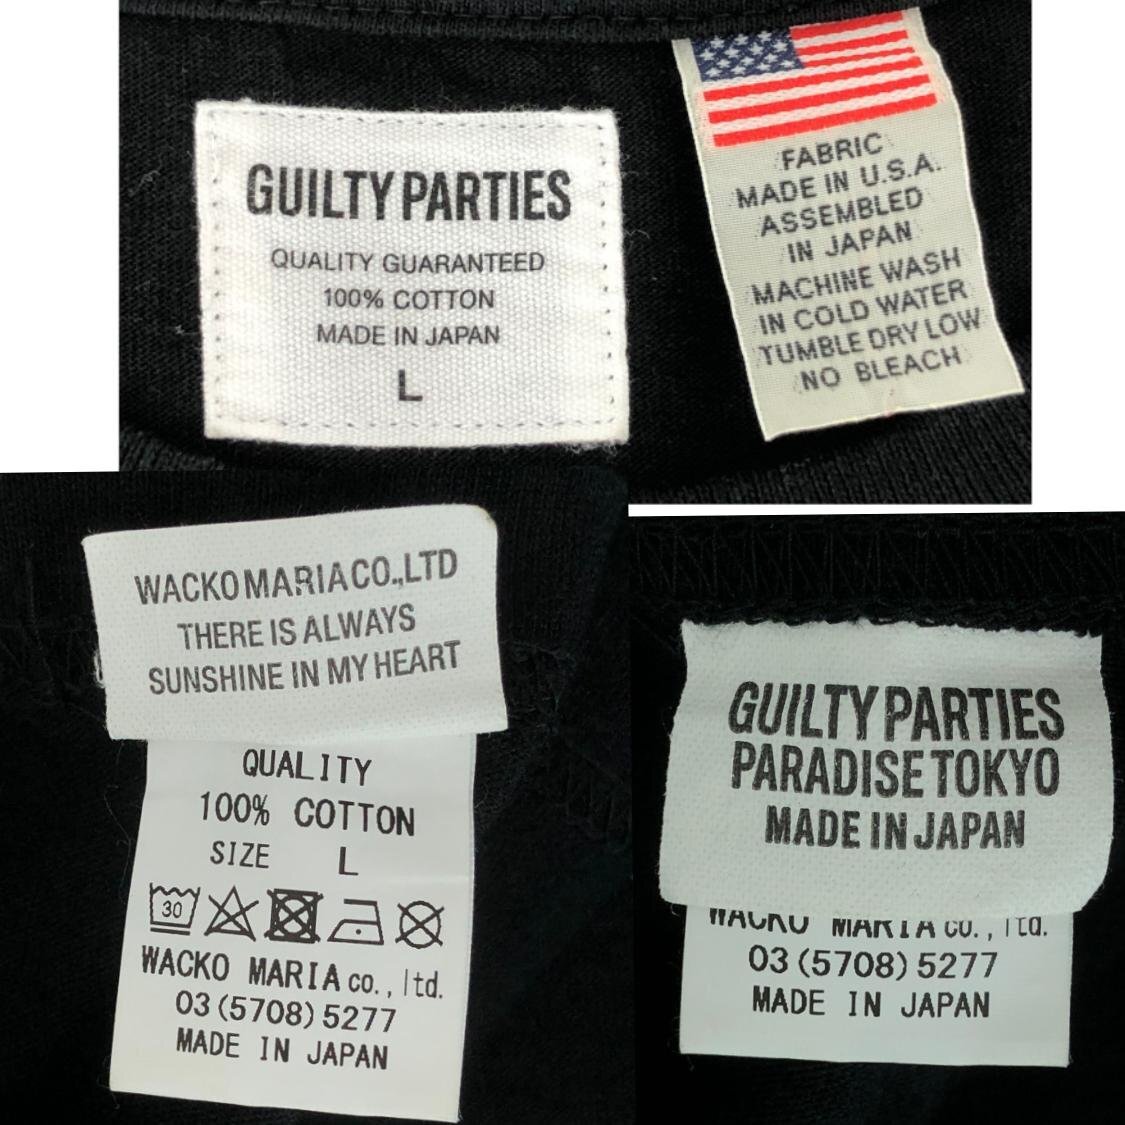 GUILTY PARTIES
QUALITY GUARANTEED
100% COTTON
MADE IN JAPAN
L
FABRIC
MADE IN U.S.A.
ASSEMBLED
IN JAPAN
MACHINE WASH
IN COLD WATER
TUMBLE DRY LOW
NO BLEACH
WACKO MARIA CO.,LTD
THERE IS ALWAYS
SUNSHINE IN MY HEART
QUALITY
100% COTTON
SIZE L
30
WACKO MARIA co., ltd.
03 (5708) 5277
MADE IN JAPAN
GUILTY PARTIES
PARADISE TOKYO
MADE IN JAPAN
WACKO MARIA co., ltd.
03 (5708) 5277
MADE IN JAPAN